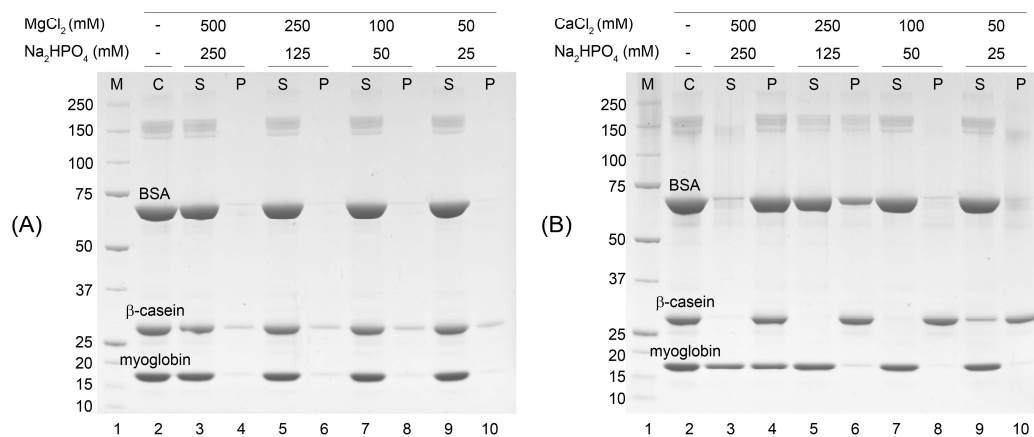 MgCl2 (mM) - 500 250 100 50
Na2HPO4 (mM) - 250 125 50 25
M C S P S P S P S P
250
150
100
75
BSA
50
37
β-casein
25
20
myoglobin
15
10
1 2 3 4 5 6 7 8 9 10
(A)
CaCl2 (mM) - 500 250 100 50
Na2HPO4 (mM) - 250 125 50 25
M C S P S P S P S P
250
150
100
75
BSA
50
37
β-casein
25
20
myoglobin
15
10
1 2 3 4 5 6 7 8 9 10
(B)